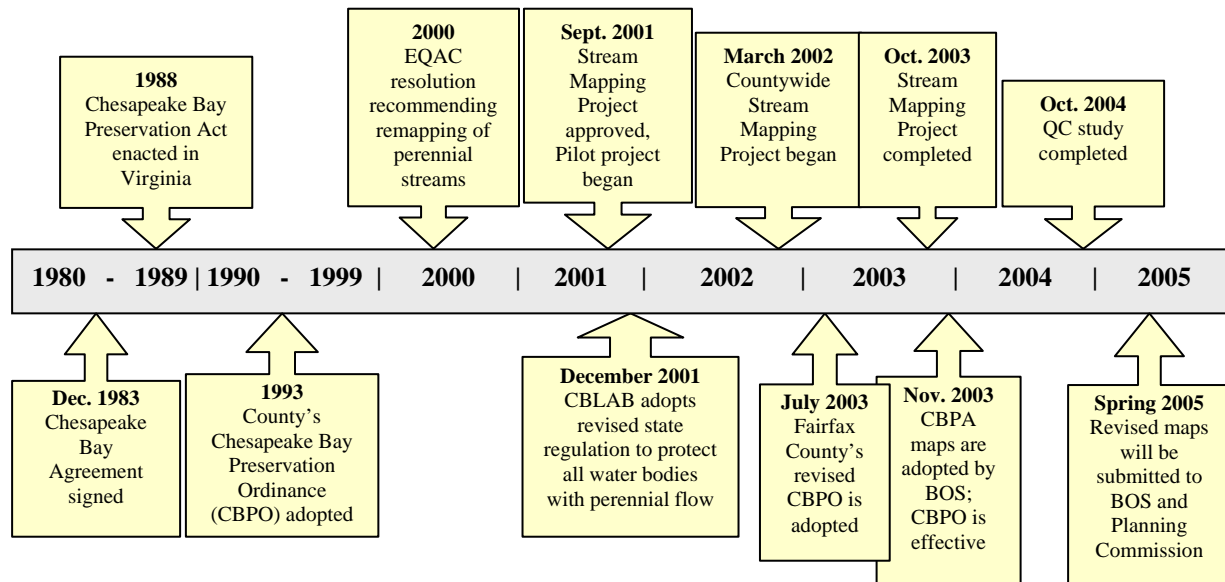 1988
Chesapeake Bay
Preservation Act
enacted in
Virginia
2000
EQAC
resolution
recommending
remapping of
perennial
streams
Sept. 2001
Stream
Mapping
Project
approved,
Pilot project
began
March 2002
Countywide
Stream
Mapping
Project began
Oct. 2003
Stream
Mapping
Project
completed
Oct. 2004
QC study
completed
1980 - 1989 | 1990 - 1999 | 2000 | 2001 | 2002 | 2003 | 2004 | 2005
Dec. 1983
Chesapeake
Bay
Agreement
signed
1993
County’s
Chesapeake Bay
Preservation
Ordinance
(CBPO) adopted
December 2001
CBLAB adopts
revised state
regulation to protect
all water bodies
with perennial flow
July 2003
Fairfax
County’s
revised
CBPO is
adopted
Nov. 2003
CBPA
maps are
adopted by
BOS;
CBPO is
effective
Spring 2005
Revised maps
will be
submitted to
BOS and
Planning
Commission